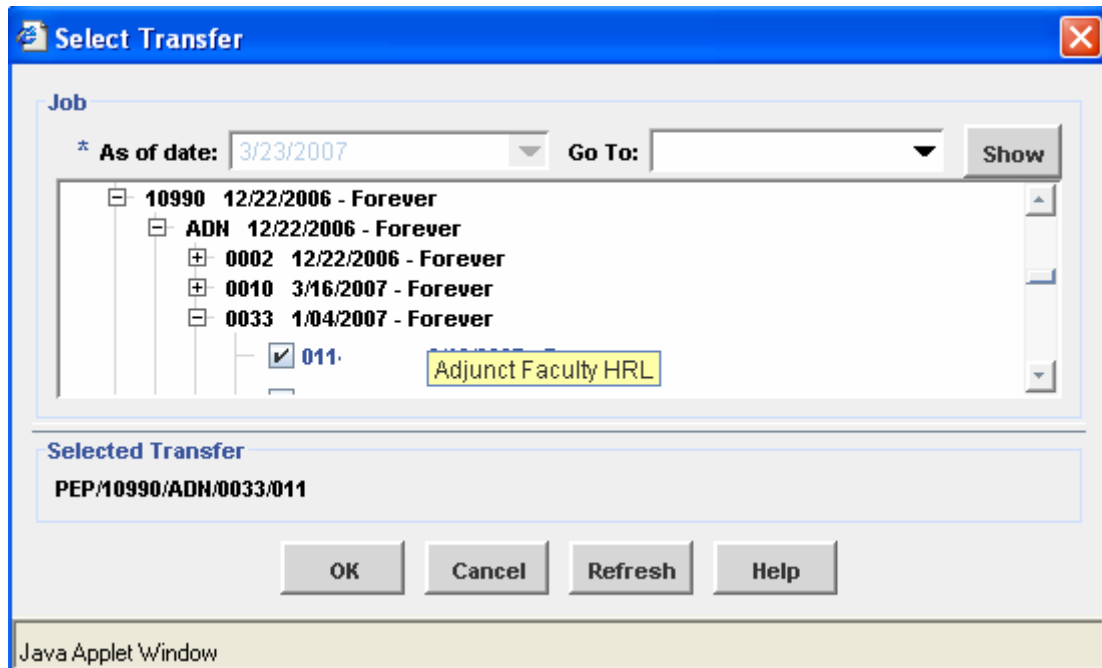 Select Transfer
Job
* As of date: 3/23/2007 Go To: Show
10990 12/22/2006 - Forever
ADN 12/22/2006 - Forever
0002 12/22/2006 - Forever
0010 3/16/2007 - Forever
0033 1/04/2007 - Forever
011
Adjunct Faculty HRL
Selected Transfer
PEP/10990/ADN/0033/011
OK Cancel Refresh Help
Java Applet Window